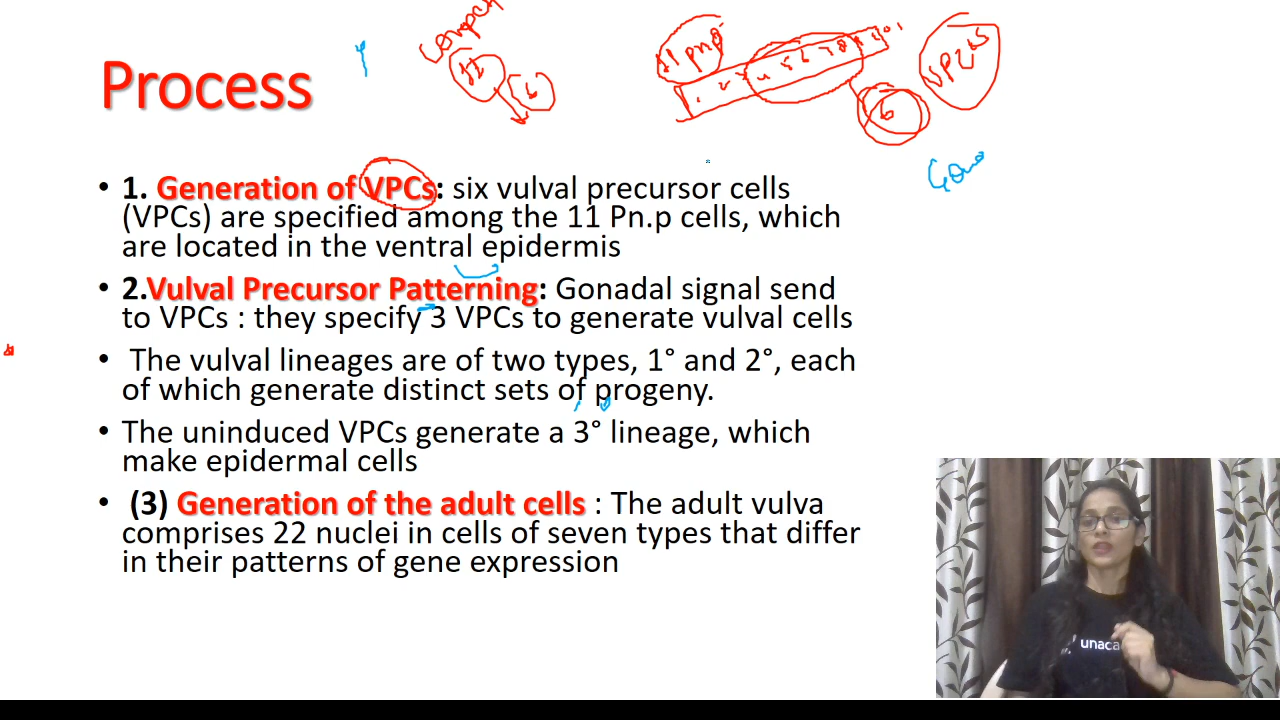 Process
• 1. Generation of VPCs: six vulval precursor cells
(VPCs) are specified among the 11 Pn.p cells, which
are located in the ventral epidermis
• 2.Vulval Precursor Patterning: Gonadal signal send
to VPCs : they specify 3 VPCs to generate vulval cells
• The vulval lineages are of two types, 1° and 2°, each
of which generate distinct sets of progeny.
• The uninduced VPCs generate a 3° lineage, which
make epidermal cells
• (3) Generation of the adult cells : The adult vulva
comprises 22 nuclei in cells of seven types that differ
in their patterns of gene expression
11
6
6
unaca